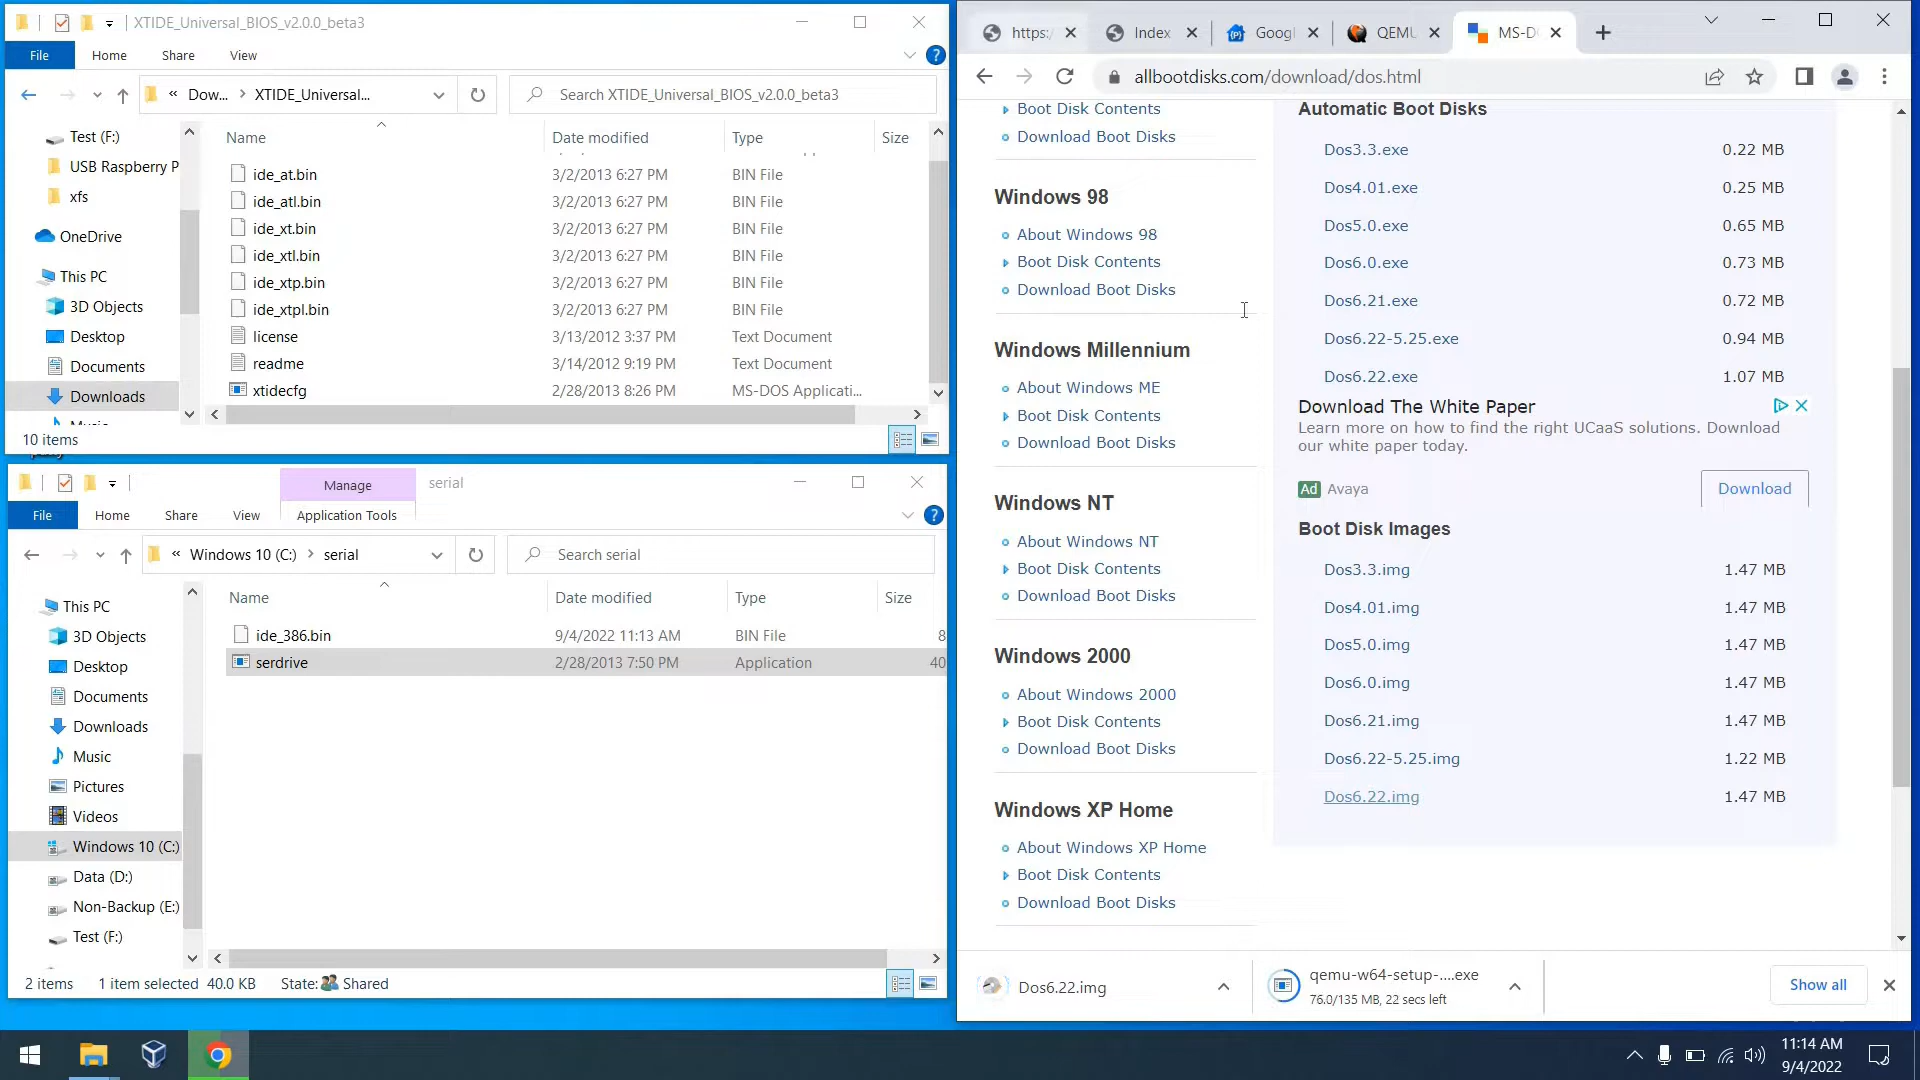 XTIDE_Universal_BIOS_v2.0.0_beta3
File
Home
Share
View
« Dow... > XTIDE_Universal...
Search XTIDE_Universal_BIOS_v2.0.0_beta3
Test (F:)
USB Raspberry P
xfs
OneDrive
This PC
3D Objects
Desktop
Documents
Downloads
Name Date modified Type Size
ide_at.bin 3/2/2013 6:27 PM BIN File
ide_atl.bin 3/2/2013 6:27 PM BIN File
ide_xt.bin 3/2/2013 6:27 PM BIN File
ide_xtl.bin 3/2/2013 6:27 PM BIN File
ide_xtp.bin 3/2/2013 6:27 PM BIN File
ide_xtpl.bin 3/2/2013 6:27 PM BIN File
license 3/13/2012 3:37 PM Text Document
readme 3/14/2012 9:19 PM Text Document
xtidecfg 2/28/2013 8:26 PM MS-DOS Applicati...
10 items
Manage
serial
File
Home
Share
View
Application Tools
« Windows 10 (C:) > serial
Search serial
This PC
3D Objects
Desktop
Documents
Downloads
Music
Pictures
Videos
Windows 10 (C:)
Data (D:)
Non-Backup (E:)
Test (F:)
Name Date modified Type Size
ide_386.bin 9/4/2022 11:13 AM BIN File 8
serdrive 2/28/2013 7:50 PM Application 40
2 items 1 item selected 40.0 KB State: Shared
https:/
Index
Googl
QEMU
MS-D
allbootdisks.com/download/dos.html
Boot Disk Contents
Download Boot Disks
Windows 98
About Windows 98
Boot Disk Contents
Download Boot Disks
Windows Millennium
About Windows ME
Boot Disk Contents
Download Boot Disks
Windows NT
About Windows NT
Boot Disk Contents
Download Boot Disks
Windows 2000
About Windows 2000
Boot Disk Contents
Download Boot Disks
Windows XP Home
About Windows XP Home
Boot Disk Contents
Download Boot Disks
Automatic Boot Disks
Dos3.3.exe 0.22 MB
Dos4.01.exe 0.25 MB
Dos5.0.exe 0.65 MB
Dos6.0.exe 0.73 MB
Dos6.21.exe 0.72 MB
Dos6.22-5.25.exe 0.94 MB
Dos6.22.exe 1.07 MB
Download The White Paper
Learn more on how to find the right UCaaS solutions. Download
our white paper today.
Ad Avaya
Download
Boot Disk Images
Dos3.3.img 1.47 MB
Dos4.01.img 1.47 MB
Dos5.0.img 1.47 MB
Dos6.0.img 1.47 MB
Dos6.21.img 1.47 MB
Dos6.22-5.25.img 1.22 MB
Dos6.22.img 1.47 MB
Dos6.22.img
qemu-w64-setup-....exe
76.0/135 MB, 22 secs left
Show all
11:14 AM
9/4/2022